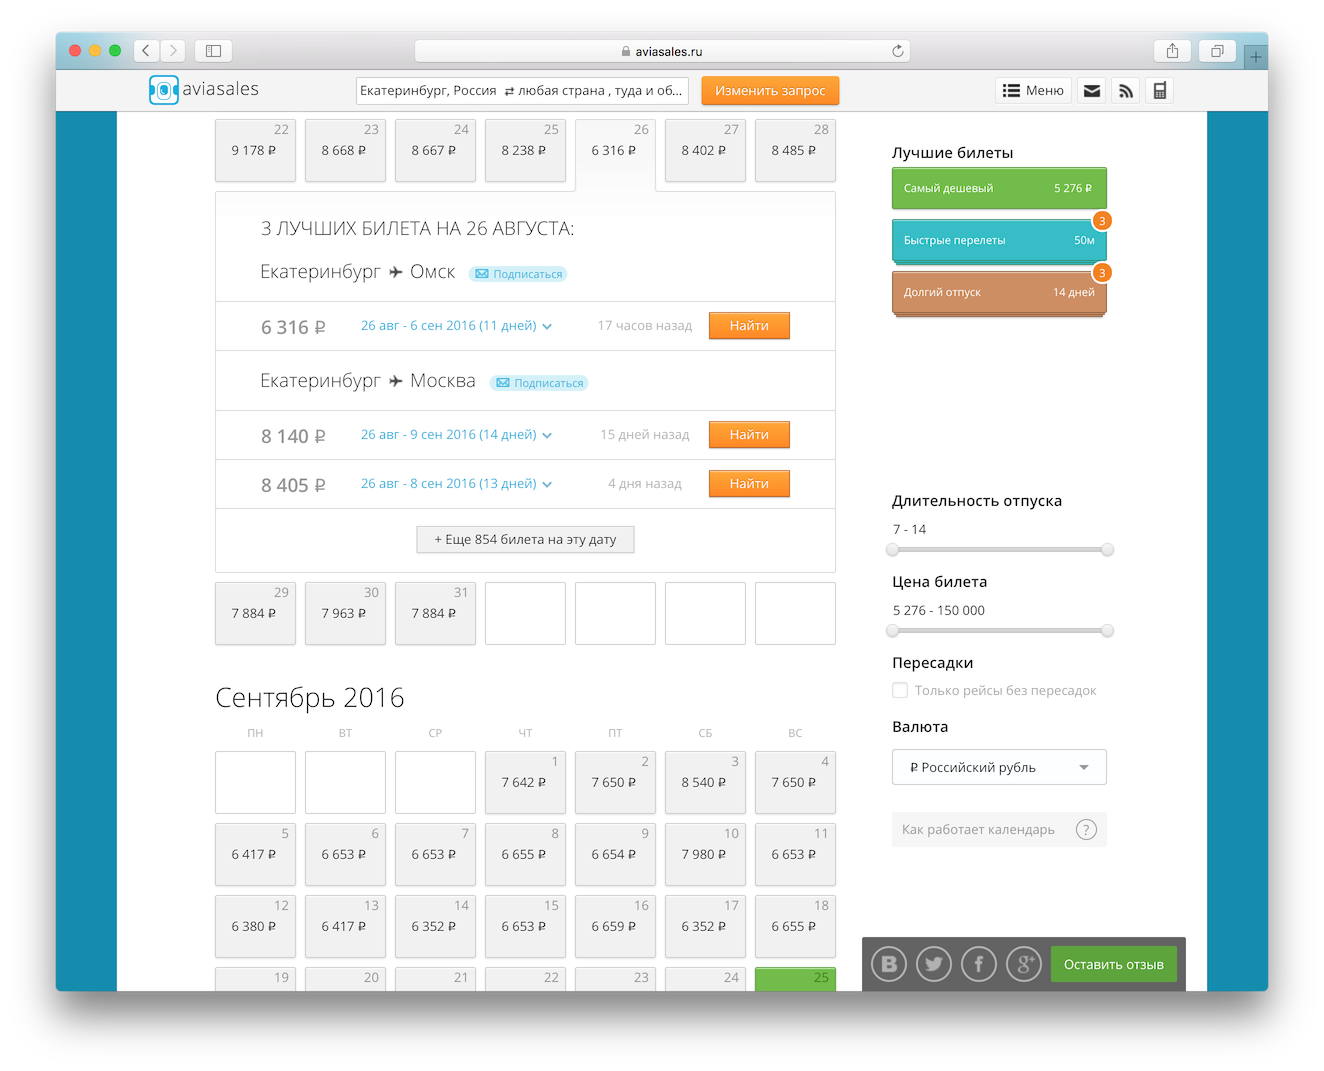 aviasales.ru
aviasales
Екатеринбург, Россия ⇄ любая страна , туда и об...
Изменить запрос
Меню
22 23 24 25 26 27 28
9 178 ₽ 8 668 ₽ 8 667 ₽ 8 238 ₽ 6 316 ₽ 8 402 ₽ 8 485 ₽
3 ЛУЧШИХ БИЛЕТА НА 26 АВГУСТА:
Екатеринбург ✈ Омск Подписаться
6 316 ₽ 26 авг - 6 сен 2016 (11 дней) 17 часов назад Найти
Екатеринбург ✈ Москва Подписаться
8 140 ₽ 26 авг - 9 сен 2016 (14 дней) 15 дней назад Найти
8 405 ₽ 26 авг - 8 сен 2016 (13 дней) 4 дня назад Найти
+ Еще 854 билета на эту дату
29 30 31
7 884 ₽ 7 963 ₽ 7 884 ₽
Сентябрь 2016
ПН ВТ СР ЧТ ПТ СБ ВС
1 2 3 4
7 642 ₽ 7 650 ₽ 8 540 ₽ 7 650 ₽
5 6 7 8 9 10 11
6 417 ₽ 6 653 ₽ 6 653 ₽ 6 655 ₽ 6 654 ₽ 7 980 ₽ 6 653 ₽
12 13 14 15 16 17 18
6 380 ₽ 6 417 ₽ 6 352 ₽ 6 653 ₽ 6 659 ₽ 6 352 ₽ 6 655 ₽
19 20 21 22 23 24 25
Лучшие билеты
Самый дешевый 5 276 ₽
3
Быстрые перелеты 50м
3
Долгий отпуск 14 дней
Длительность отпуска
7 - 14
Цена билета
5 276 - 150 000
Пересадки
Только рейсы без пересадок
Валюта
₽ Российский рубль
Как работает календарь ?
B f g+ Оставить отзыв